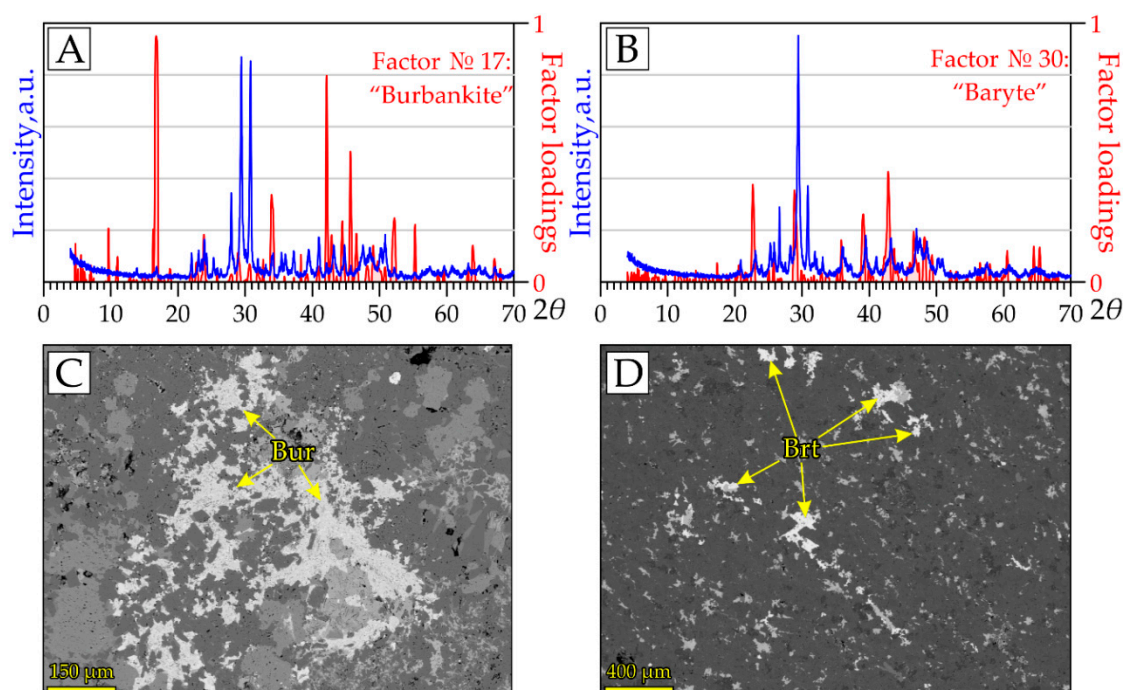 A
Factor № 17:
“Burbankite”
Intensity,a.u.
Factor loadings
1
0
0 10 20 30 40 50 60 70 2θ
B
Factor № 30:
“Baryte”
Intensity,a.u.
Factor loadings
1
0
0 10 20 30 40 50 60 70 2θ
C
Bur
150 µm
D
Brt
400 µm